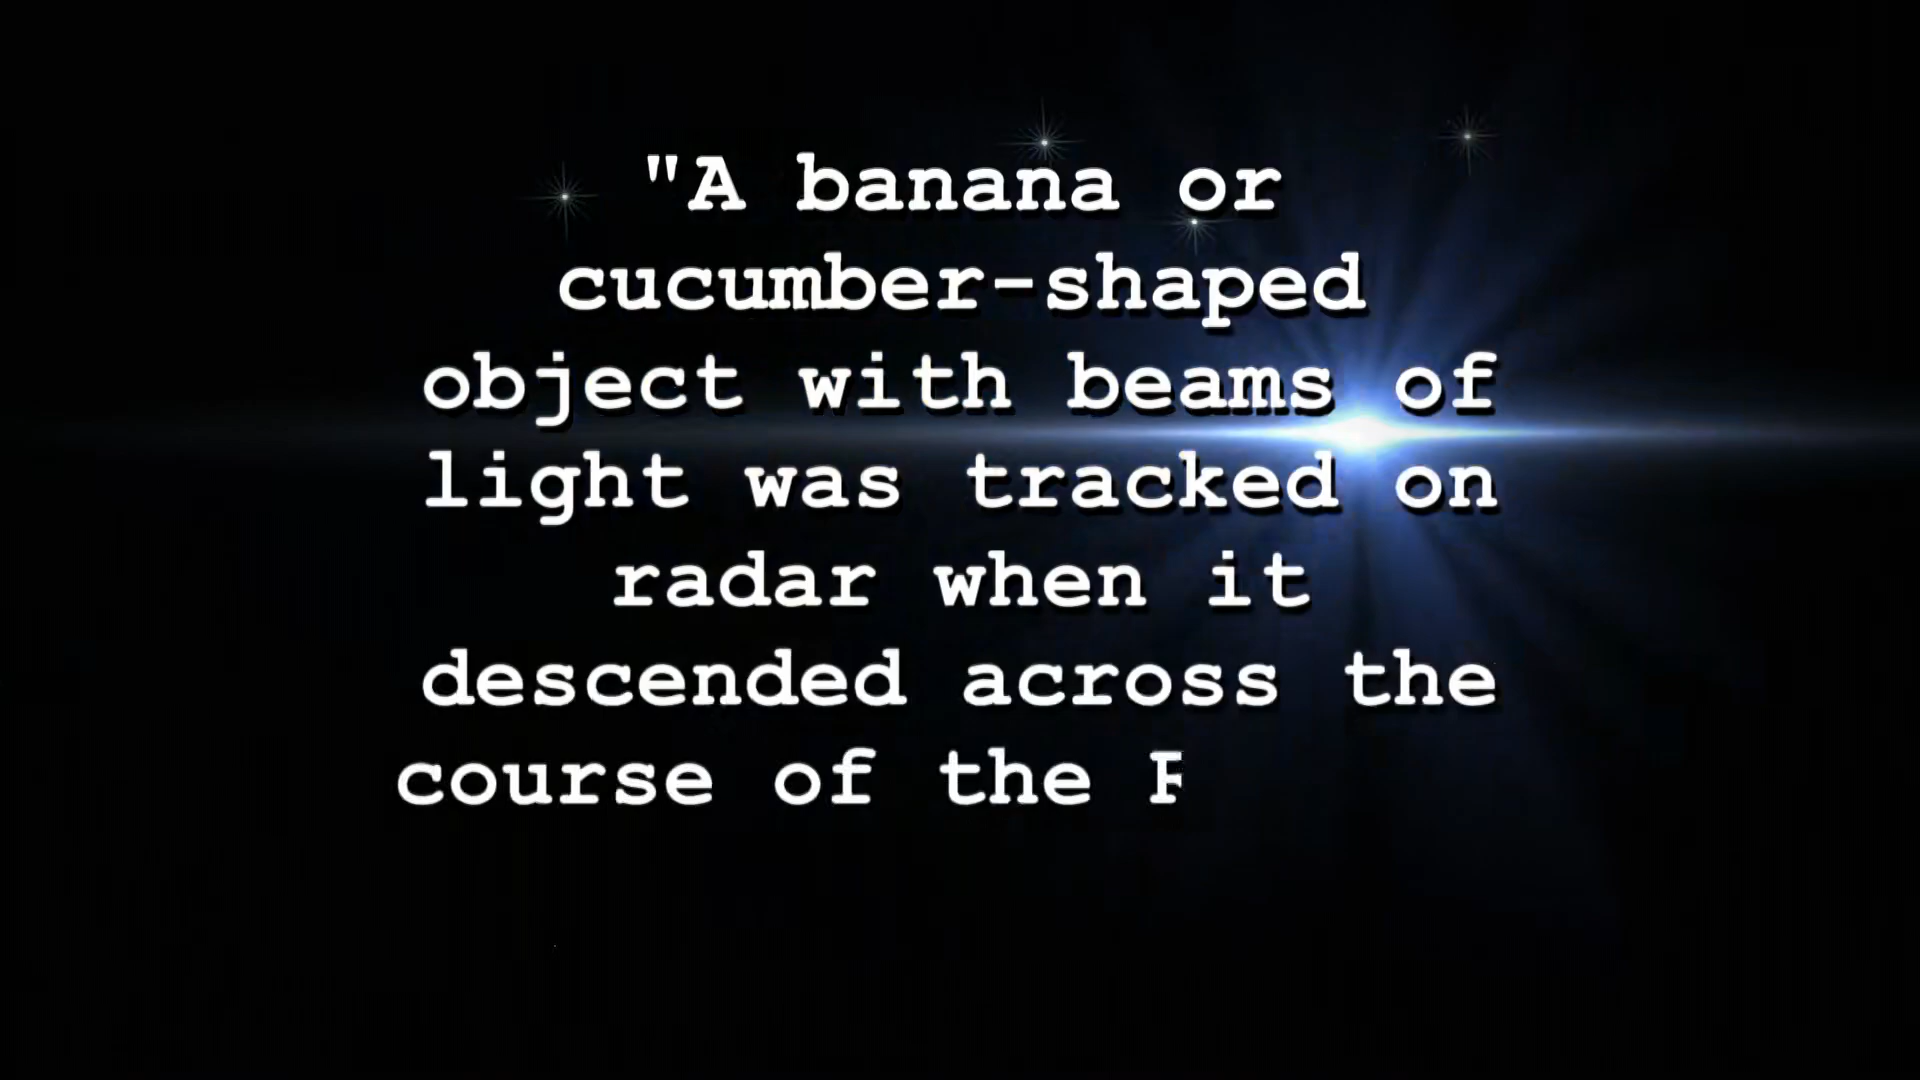 "A banana or
cucumber-shaped
object with beams of
light was tracked on
radar when it
descended across the
course of the